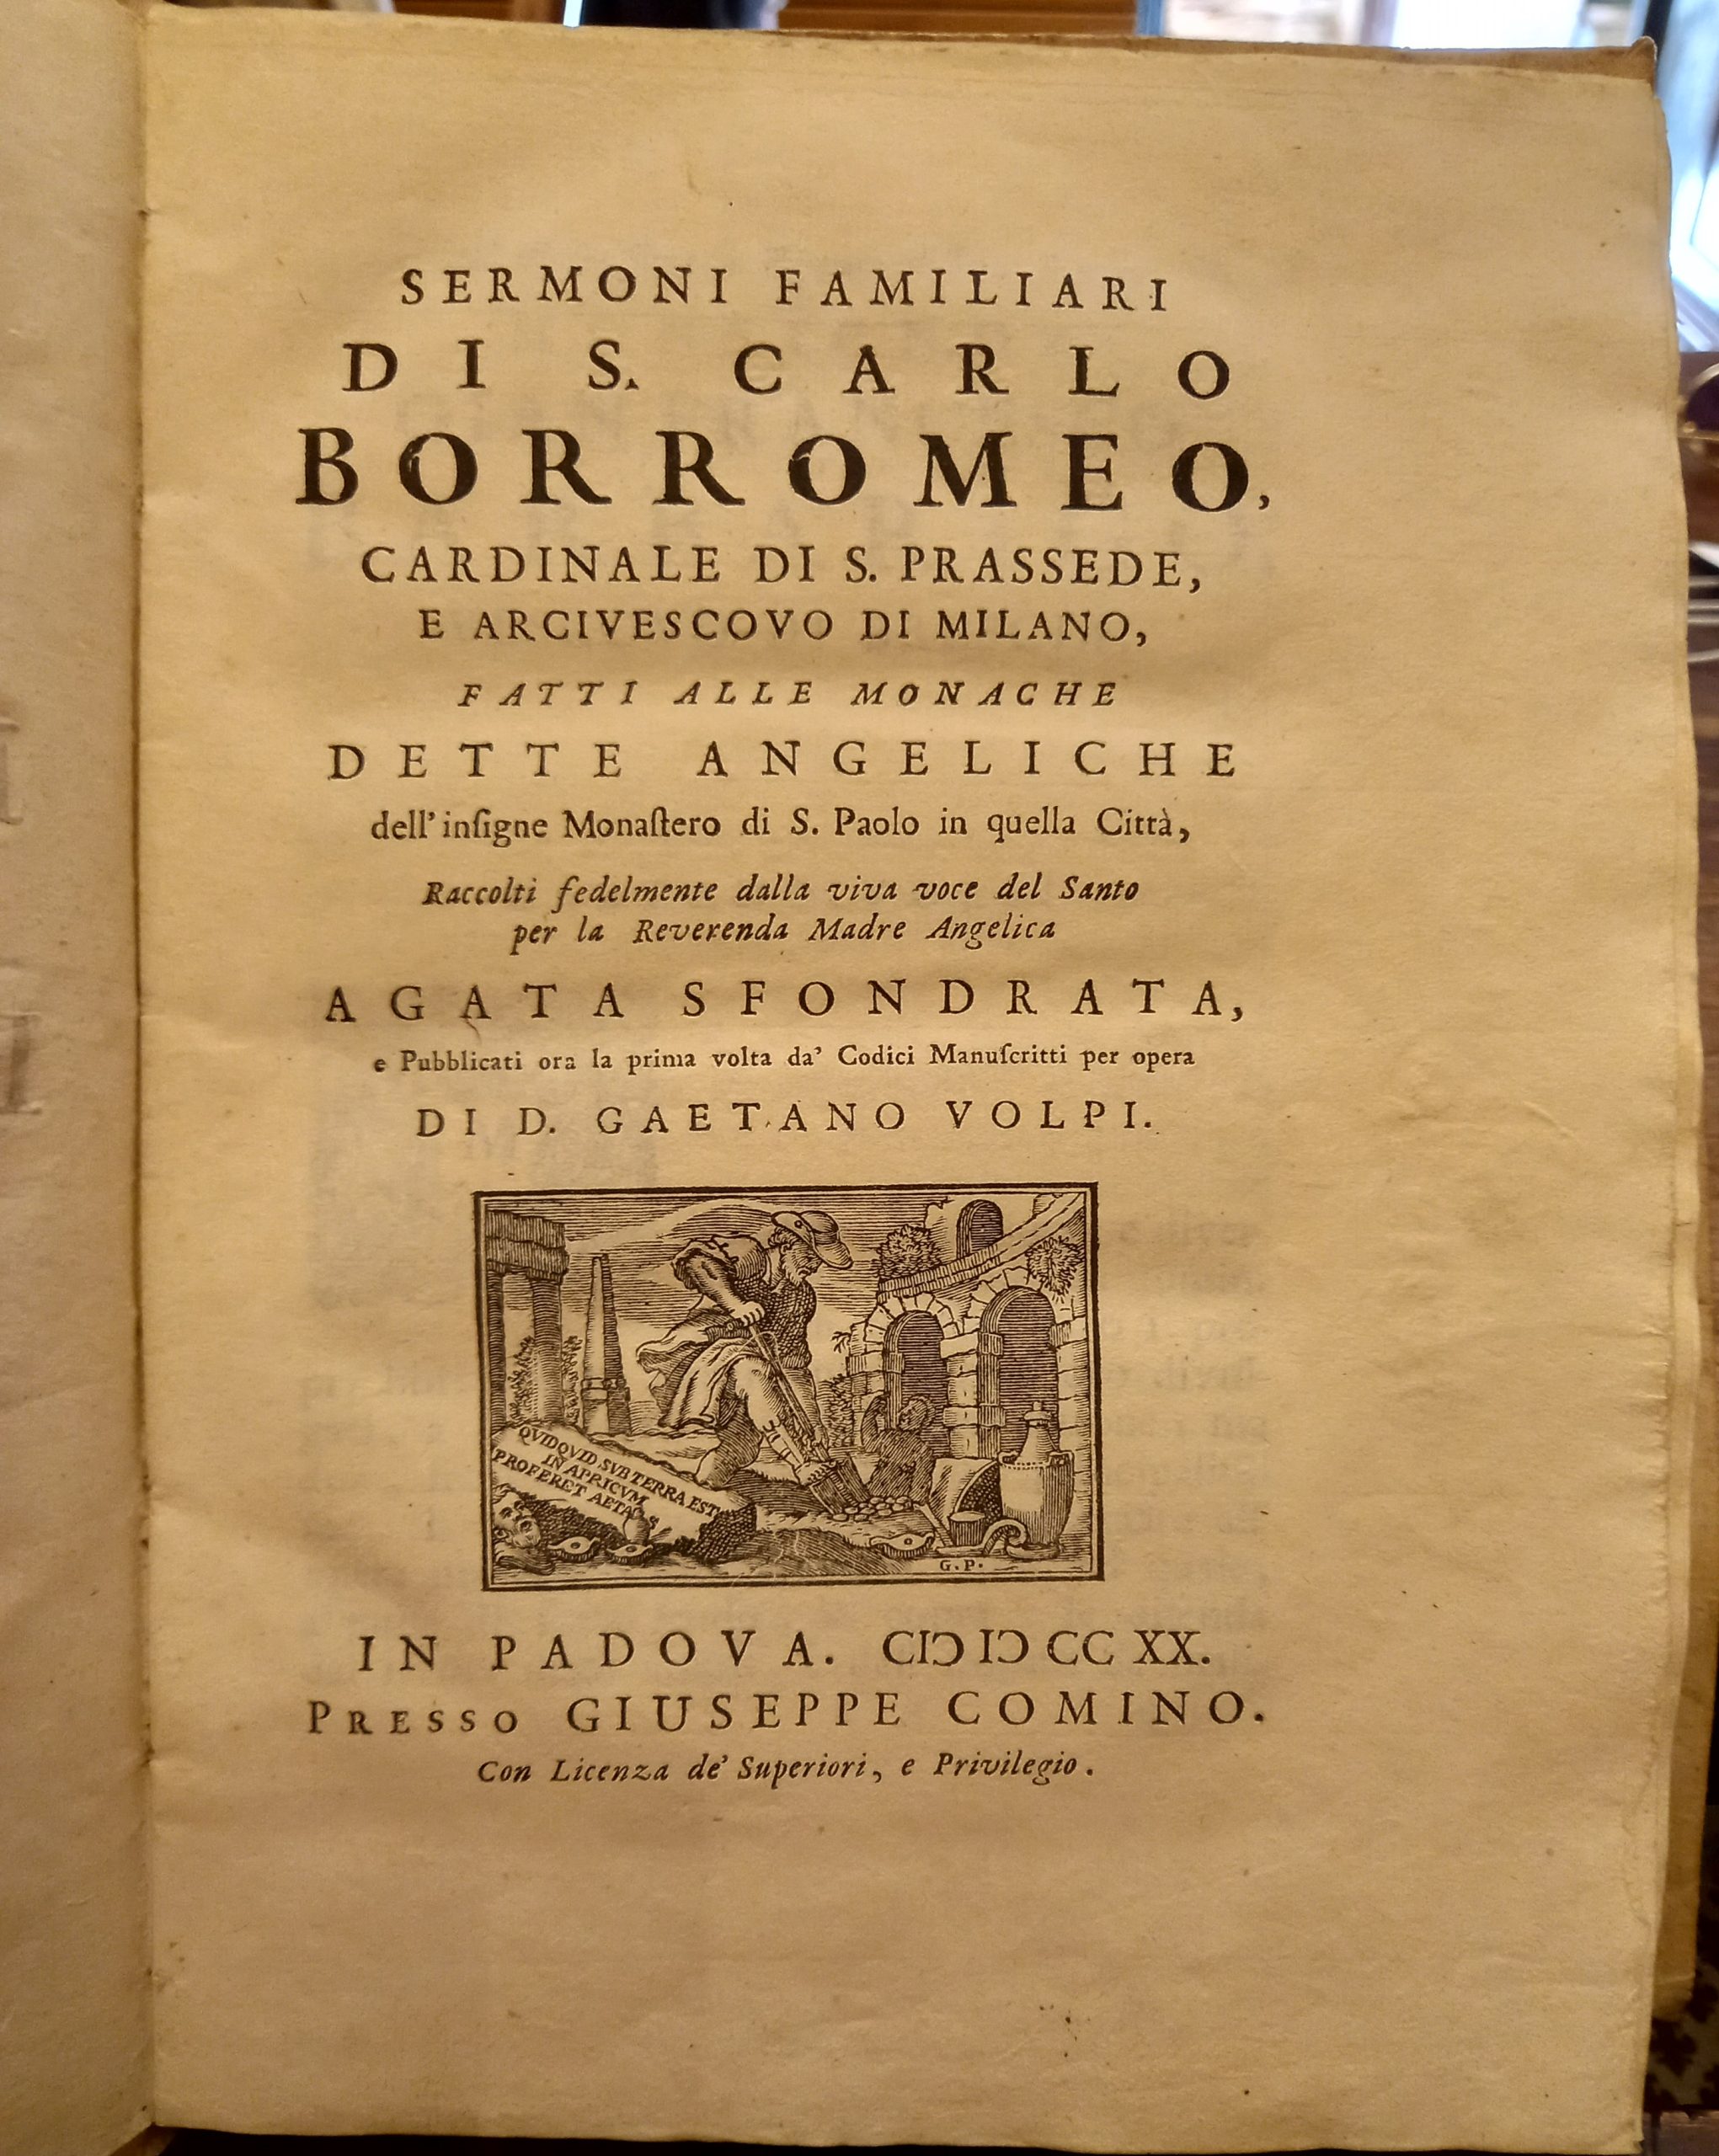 SERMONI FAMILIARI
DI S. CARLO
BORROMEO,
CARDINALE DI S. PRASSEDE,
E ARCIVESCOVO DI MILANO,
FATTI ALLE MONACHE
DETTE ANGELICHE
dell' inſigne Monaſtero di S. Paolo in quella Città,
Raccolti fedelmente dalla viva voce del Santo
per la Reverenda Madre Angelica
AGATA SFONDRATA,
e Pubblicati ora la prima volta da' Codici Manuſcritti per opera
DI D. GAETANO VOLPI.
QVIDQVID SVB TERRA EST
IN APRICVM
PROFERET AETAS
G. P.
IN PADOVA. CIƆ IƆ CC XX.
PRESSO GIUSEPPE COMINO.
Con Licenza de' Superiori, e Privilegio.